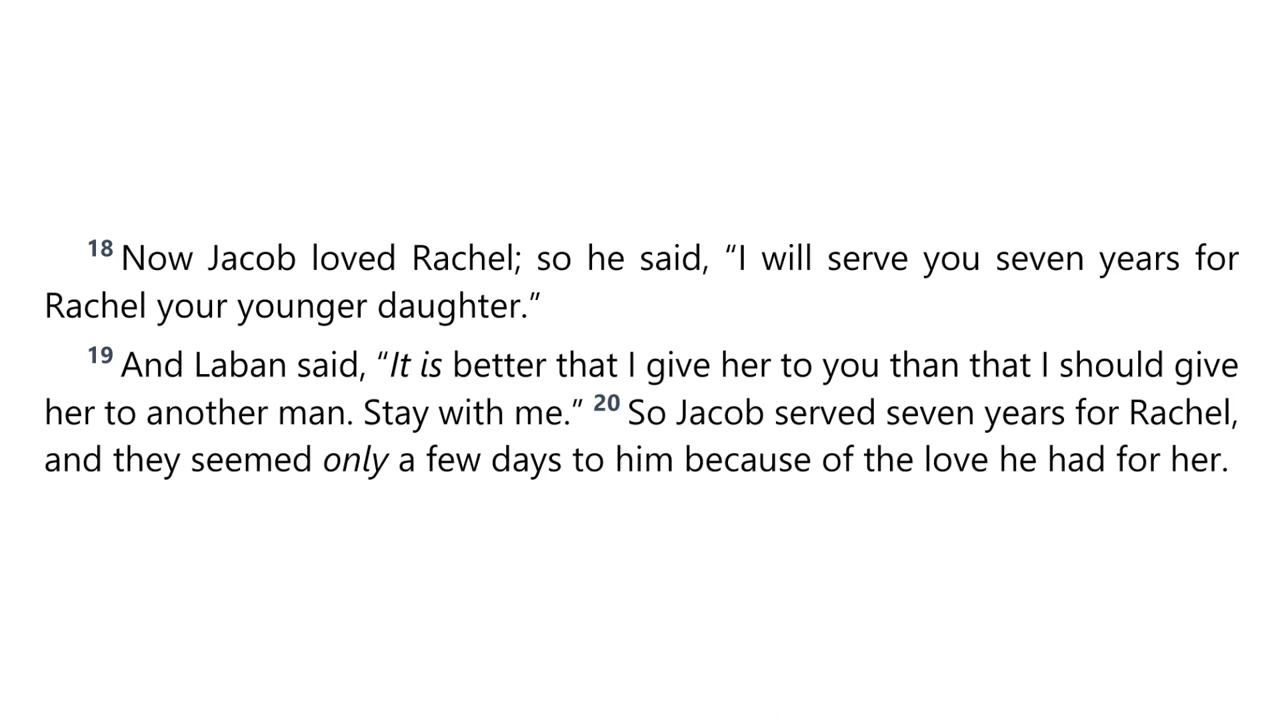 18 Now Jacob loved Rachel; so he said, “I will serve you seven years for
Rachel your younger daughter.”
19 And Laban said, “It is better that I give her to you than that I should give
her to another man. Stay with me.” 20 So Jacob served seven years for Rachel,
and they seemed only a few days to him because of the love he had for her.